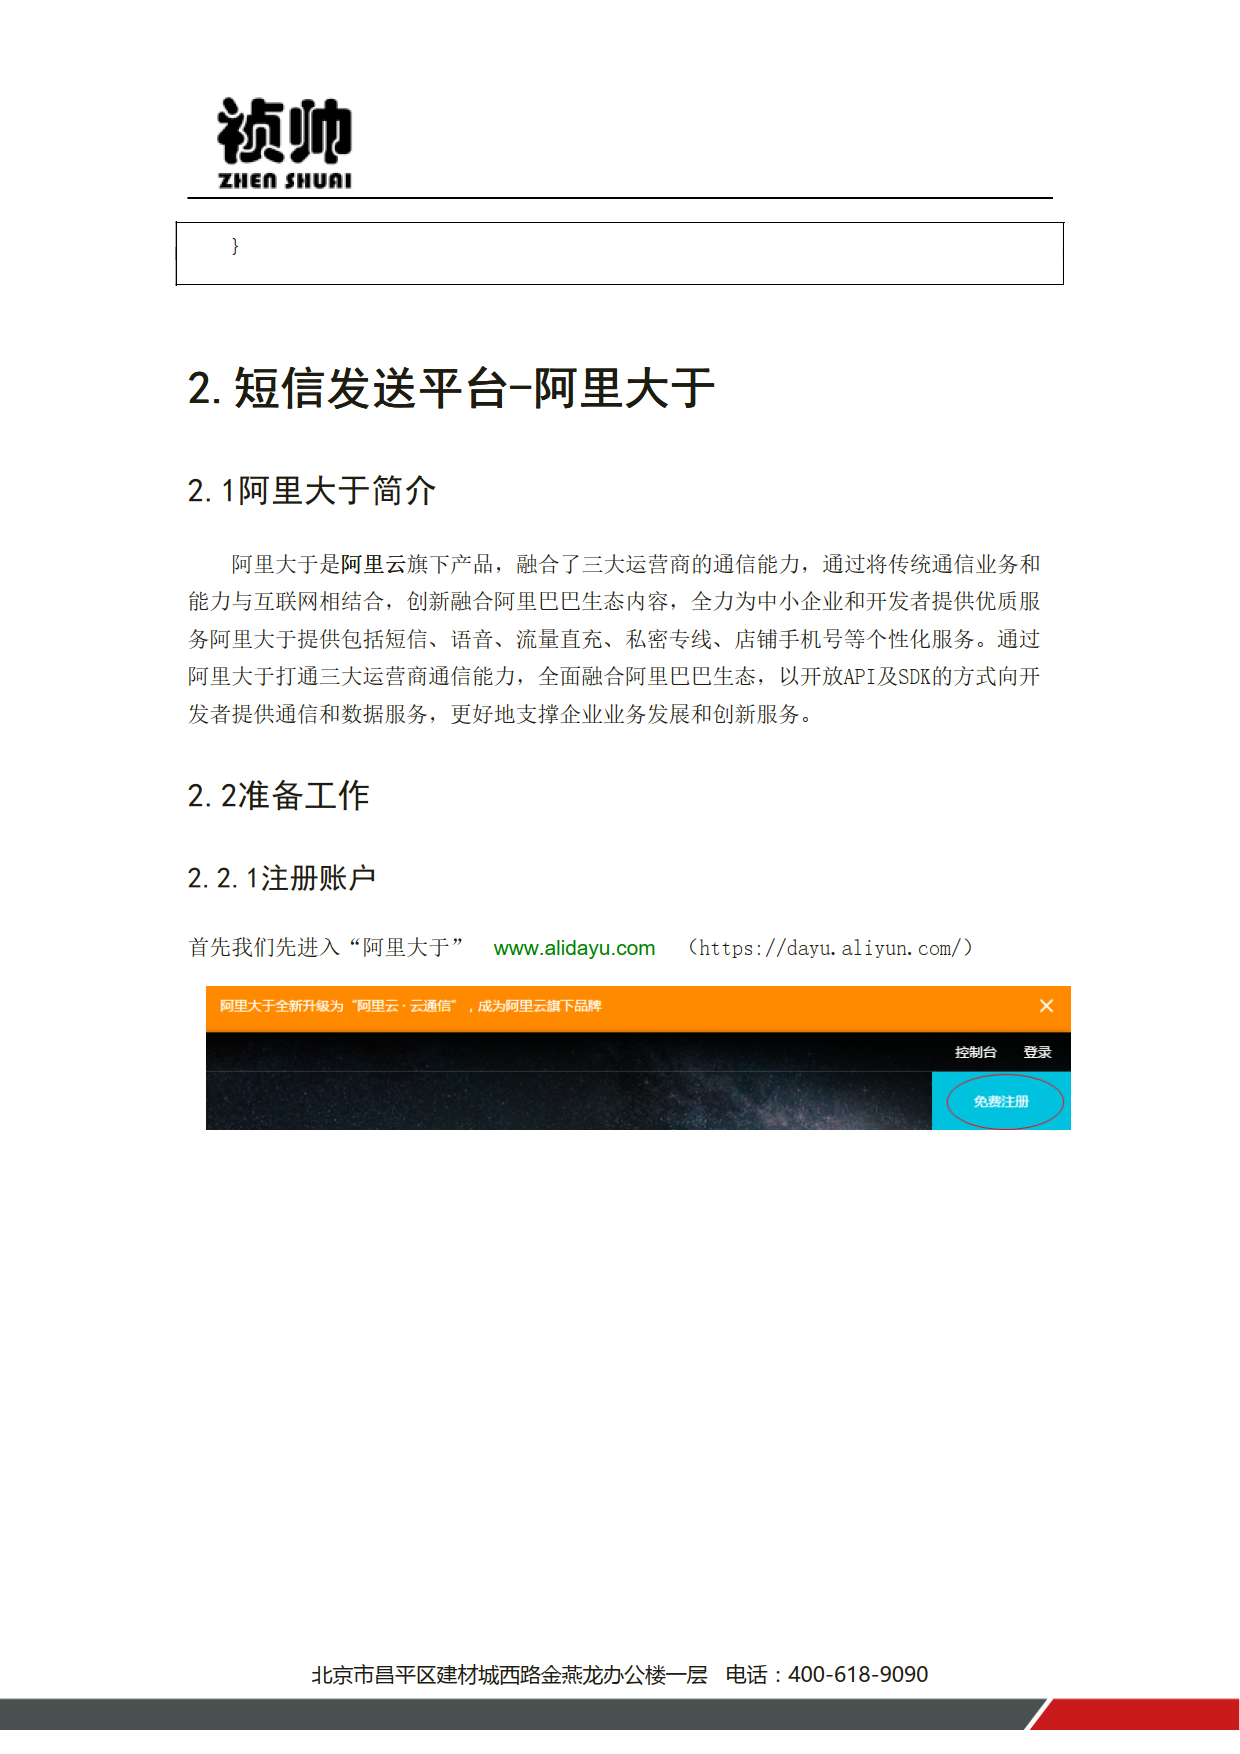 祯帅
ZHEN SHUAI
}
2.短信发送平台-阿里大于
2.1阿里大于简介
阿里大于是阿里云旗下产品，融合了三大运营商的通信能力，通过将传统通信业务和
能力与互联网相结合，创新融合阿里巴巴生态内容，全力为中小企业和开发者提供优质服
务阿里大于提供包括短信、语音、流量直充、私密专线、店铺手机号等个性化服务。通过
阿里大于打通三大运营商通信能力，全面融合阿里巴巴生态，以开放API及SDK的方式向开
发者提供通信和数据服务，更好地支撑企业业务发展和创新服务。
2.2准备工作
2.2.1注册账户
首先我们先进入“阿里大于” www.alidayu.com （https://dayu.aliyun.com/）
阿里大于全新升级为“阿里云·云通信”，成为阿里云旗下品牌
控制台 登录
免费注册
北京市昌平区建材城西路金燕龙办公楼一层 电话：400-618-9090